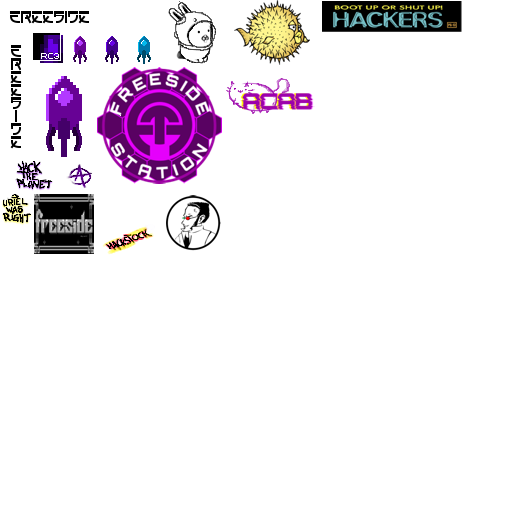 FREESIDE
BOOT UP OR SHUT UP!
HACKERS
RC3
FREESIDE
FREESIDE
STATION
ACAB
HACK
THE
PLANET
URIEL
WAS
RIGHT
freeside
HACKSTOCK